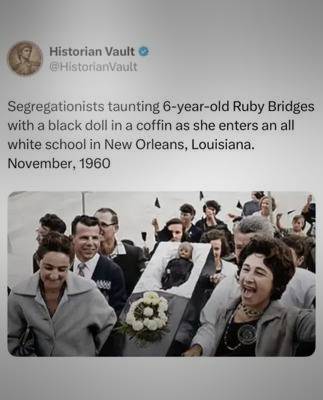 Historian Vault
@HistorianVault
Segregationists taunting 6-year-old Ruby Bridges
with a black doll in a coffin as she enters an all
white school in New Orleans, Louisiana.
November, 1960